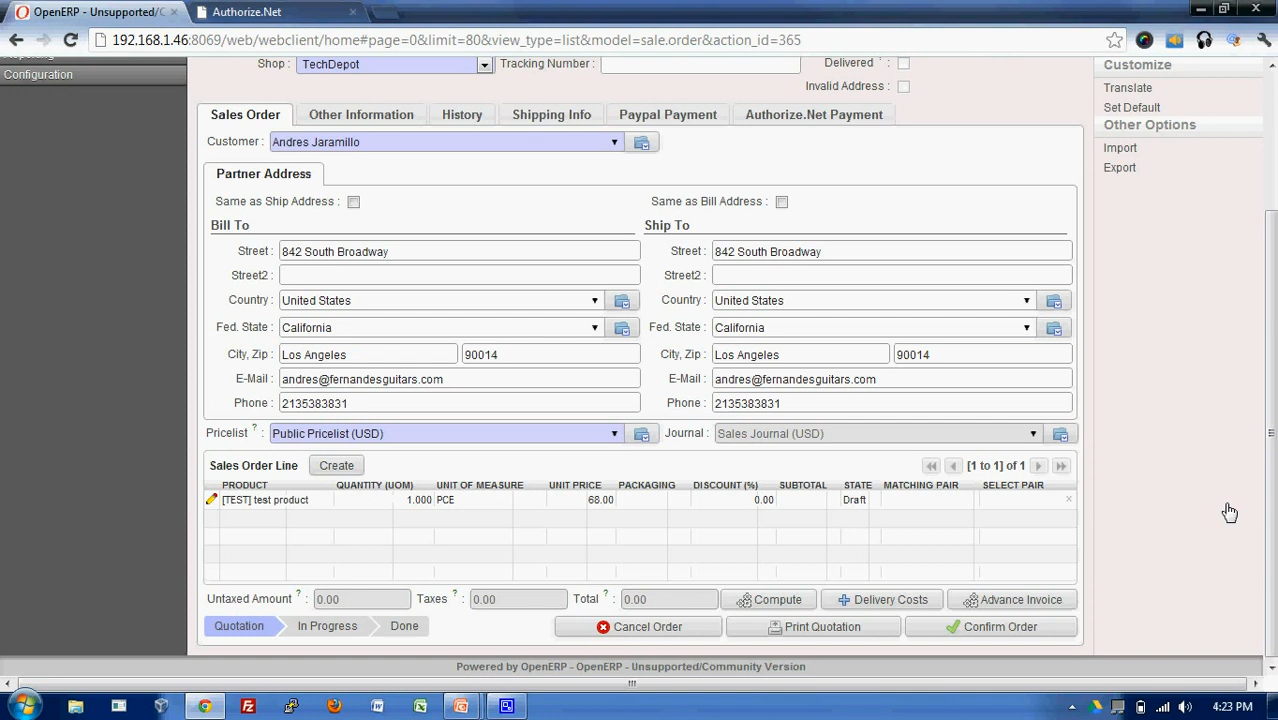 OpenERP - Unsupported/C
Authorize.Net
192.168.1.46:8069/web/webclient/home#page=0&limit=80&view_type=list&model=sale.order&action_id=365
Configuration
Shop : TechDepot Tracking Number : Delivered ? :
Invalid Address :
Customize
Translate
Set Default
Other Options
Import
Export
Sales Order Other Information History Shipping Info Paypal Payment Authorize.Net Payment
Customer : Andres Jaramillo
Partner Address
Same as Ship Address : Same as Bill Address :
Bill To Ship To
Street : 842 South Broadway Street : 842 South Broadway
Street2 : Street2 :
Country : United States Country : United States
Fed. State : California Fed. State : California
City, Zip : Los Angeles 90014 City, Zip : Los Angeles 90014
E-Mail : andres@fernandesguitars.com E-Mail : andres@fernandesguitars.com
Phone : 2135383831 Phone : 2135383831
Pricelist ? : Public Pricelist (USD) Journal : Sales Journal (USD)
Sales Order Line Create [1 to 1] of 1
PRODUCT QUANTITY (UOM) UNIT OF MEASURE UNIT PRICE PACKAGING DISCOUNT (%) SUBTOTAL STATE MATCHING PAIR SELECT PAIR
[TEST] test product 1.000 PCE 68.00 0.00 Draft
Untaxed Amount ? : 0.00 Taxes ? : 0.00 Total ? : 0.00 Compute Delivery Costs Advance Invoice
Quotation In Progress Done Cancel Order Print Quotation Confirm Order
Powered by OpenERP - OpenERP - Unsupported/Community Version
4:23 PM